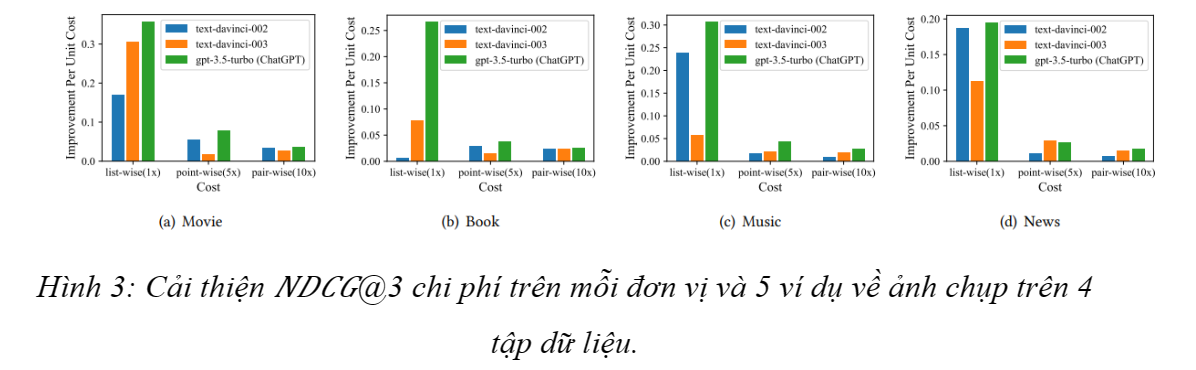 Improvement Per Unit Cost
0.3
0.2
0.1
0.0
text-davinci-002
text-davinci-003
gpt-3.5-turbo (ChatGPT)
list-wise(1x) point-wise(5x) pair-wise(10x)
Cost
(a) Movie
Improvement Per Unit Cost
0.25
0.20
0.15
0.10
0.05
0.00
text-davinci-002
text-davinci-003
gpt-3.5-turbo (ChatGPT)
list-wise(1x) point-wise(5x) pair-wise(10x)
Cost
(b) Book
Improvement Per Unit Cost
0.30
0.25
0.20
0.15
0.10
0.05
0.00
text-davinci-002
text-davinci-003
gpt-3.5-turbo (ChatGPT)
list-wise(1x) point-wise(5x) pair-wise(10x)
Cost
(c) Music
Improvement Per Unit Cost
0.20
0.15
0.10
0.05
0.00
text-davinci-002
text-davinci-003
gpt-3.5-turbo (ChatGPT)
list-wise(1x) point-wise(5x) pair-wise(10x)
Cost
(d) News
Hình 3: Cải thiện NDCG@3 chi phí trên mỗi đơn vị và 5 ví dụ về ảnh chụp trên 4
tập dữ liệu.